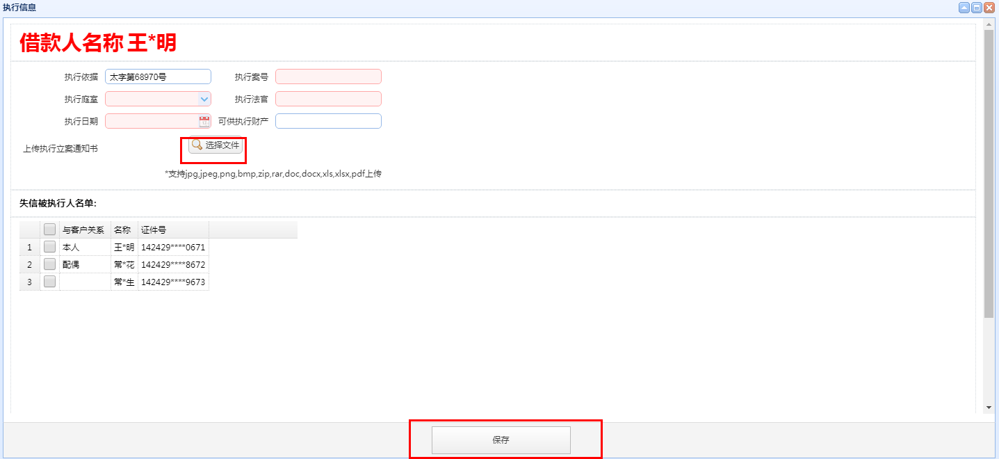 执行信息
借款人名称 王*明
执行依据 太字第68970号 执行案号
执行庭室 执行法官
执行日期 可供执行财产
上传执行立案通知书 选择文件
*支持jpg,jpeg,png,bmp,zip,rar,doc,docx,xls,xlsx,pdf上传
失信被执行人名单:
与客户关系 名称 证件号
1 本人 王*明 142429****0671
2 配偶 常*花 142429****8672
3 常*生 142429****9673
保存